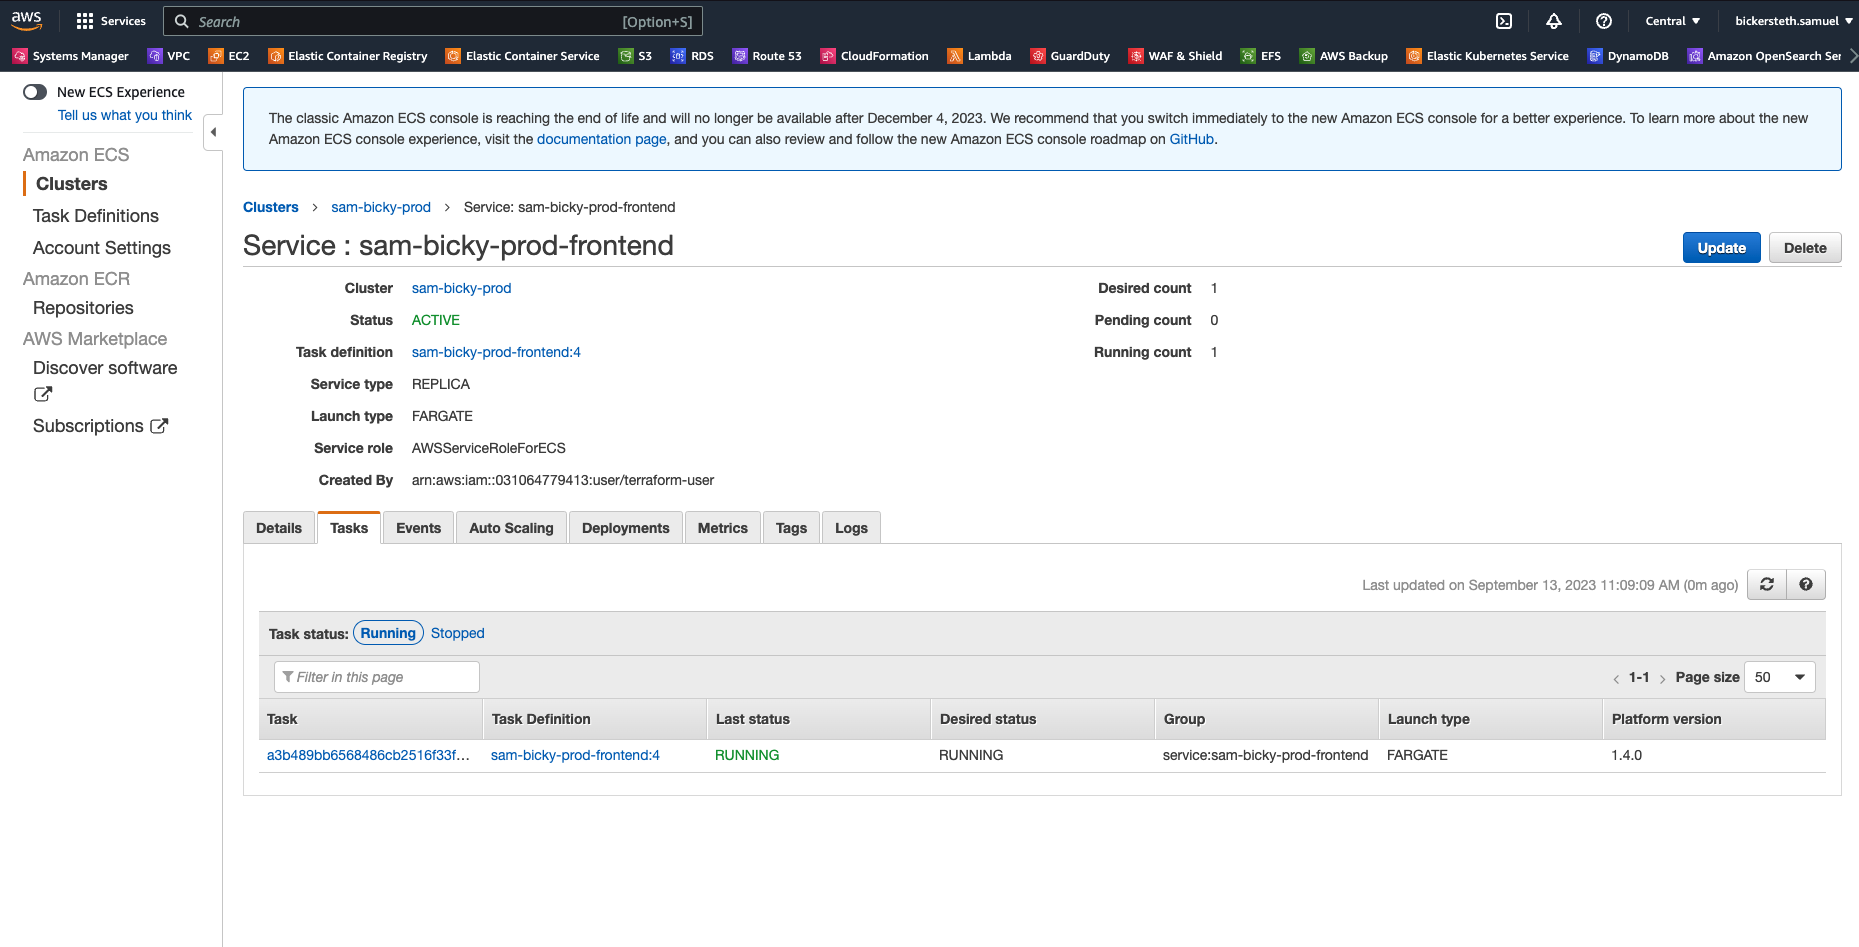 aws
Services
Search
[Option+S]
Central
bickersteth.samuel
Systems Manager
VPC
EC2
Elastic Container Registry
Elastic Container Service
S3
RDS
Route 53
CloudFormation
Lambda
GuardDuty
WAF & Shield
EFS
AWS Backup
Elastic Kubernetes Service
DynamoDB
Amazon OpenSearch Ser
New ECS Experience
Tell us what you think
Amazon ECS
Clusters
Task Definitions
Account Settings
Amazon ECR
Repositories
AWS Marketplace
Discover software
Subscriptions
The classic Amazon ECS console is reaching the end of life and will no longer be available after December 4, 2023. We recommend that you switch immediately to the new Amazon ECS console for a better experience. To learn more about the new
Amazon ECS console experience, visit the documentation page, and you can also review and follow the new Amazon ECS console roadmap on GitHub.
Clusters > sam-bicky-prod > Service: sam-bicky-prod-frontend
Service : sam-bicky-prod-frontend
Update
Delete
Cluster sam-bicky-prod
Status ACTIVE
Task definition sam-bicky-prod-frontend:4
Service type REPLICA
Launch type FARGATE
Service role AWSServiceRoleForECS
Created By arn:aws:iam::031064779413:user/terraform-user
Desired count 1
Pending count 0
Running count 1
Details
Tasks
Events
Auto Scaling
Deployments
Metrics
Tags
Logs
Last updated on September 13, 2023 11:09:09 AM (0m ago)
Task status: Running Stopped
Filter in this page
< 1-1 > Page size 50
Task Task Definition Last status Desired status Group Launch type Platform version
a3b489bb6568486cb2516f33f... sam-bicky-prod-frontend:4 RUNNING RUNNING service:sam-bicky-prod-frontend FARGATE 1.4.0